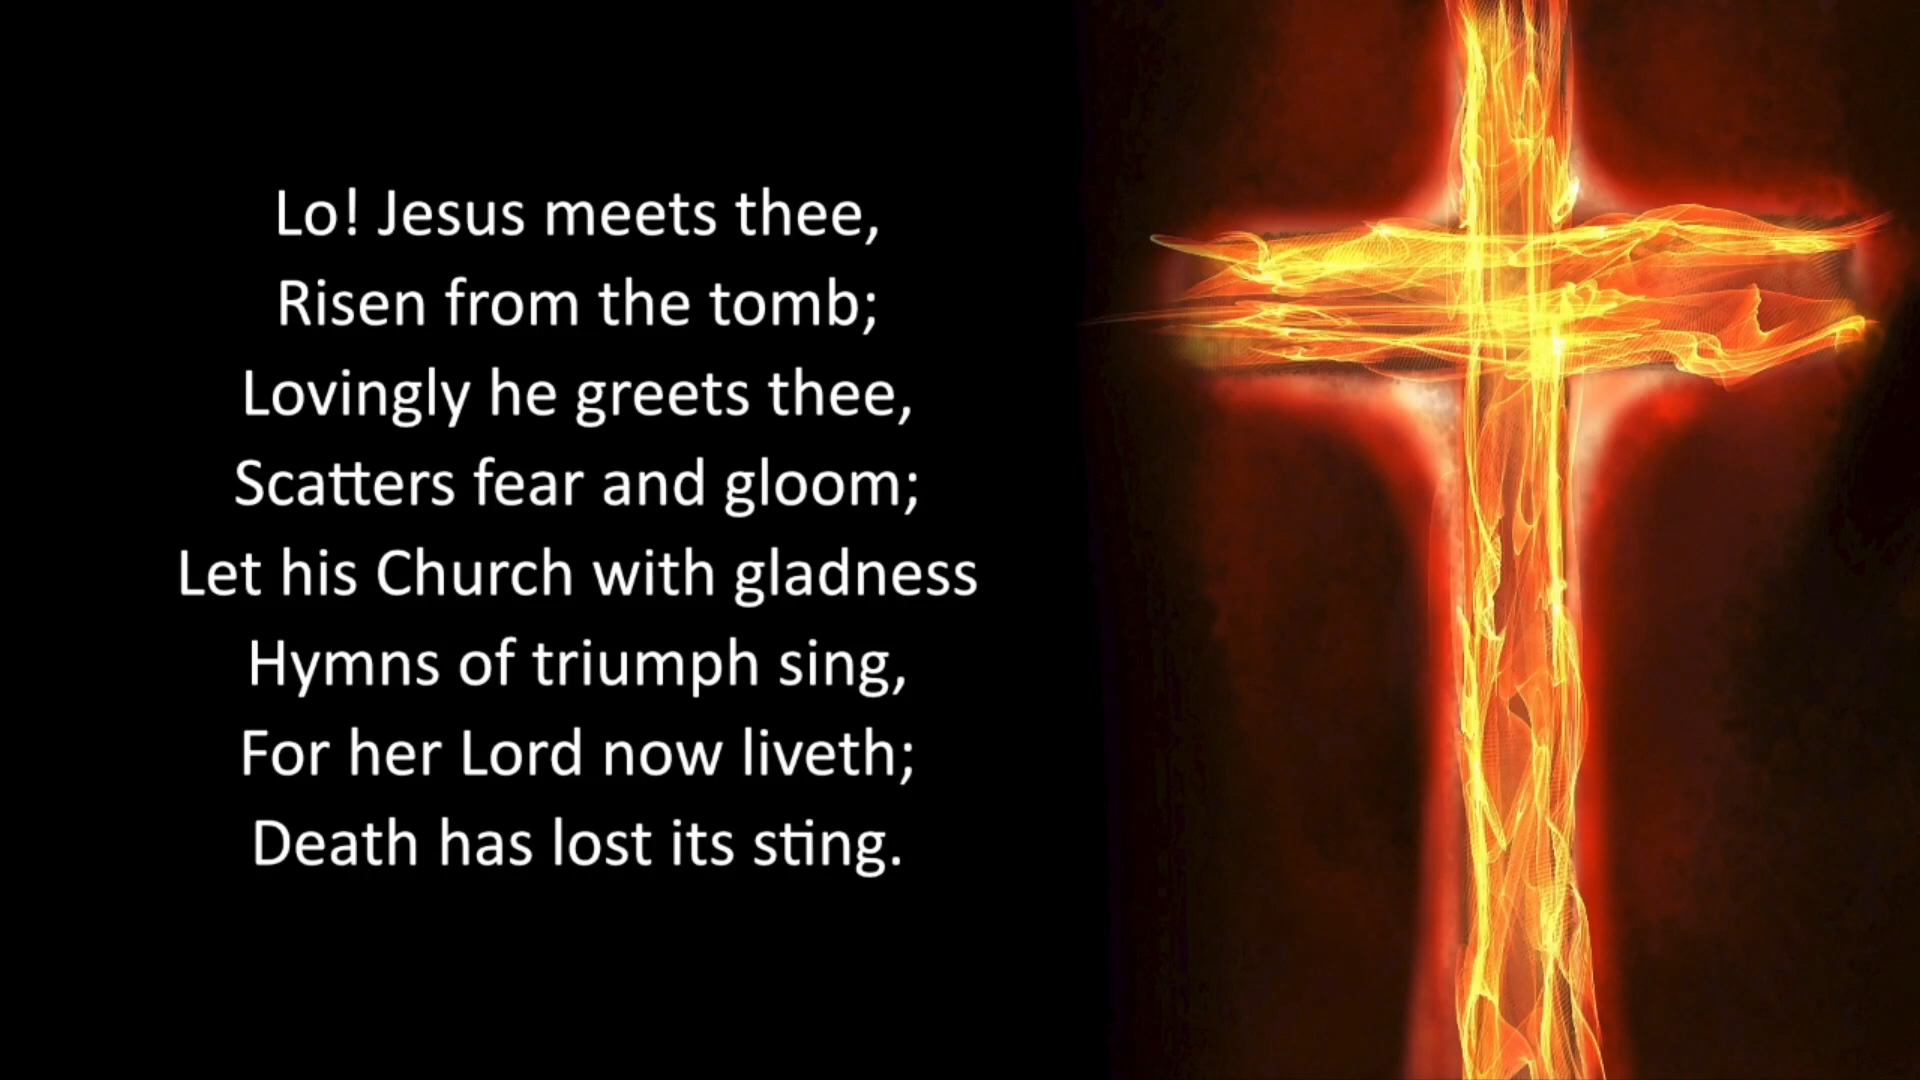 Lo! Jesus meets thee,
Risen from the tomb;
Lovingly he greets thee,
Scatters fear and gloom;
Let his Church with gladness
Hymns of triumph sing,
For her Lord now liveth;
Death has lost its sting.